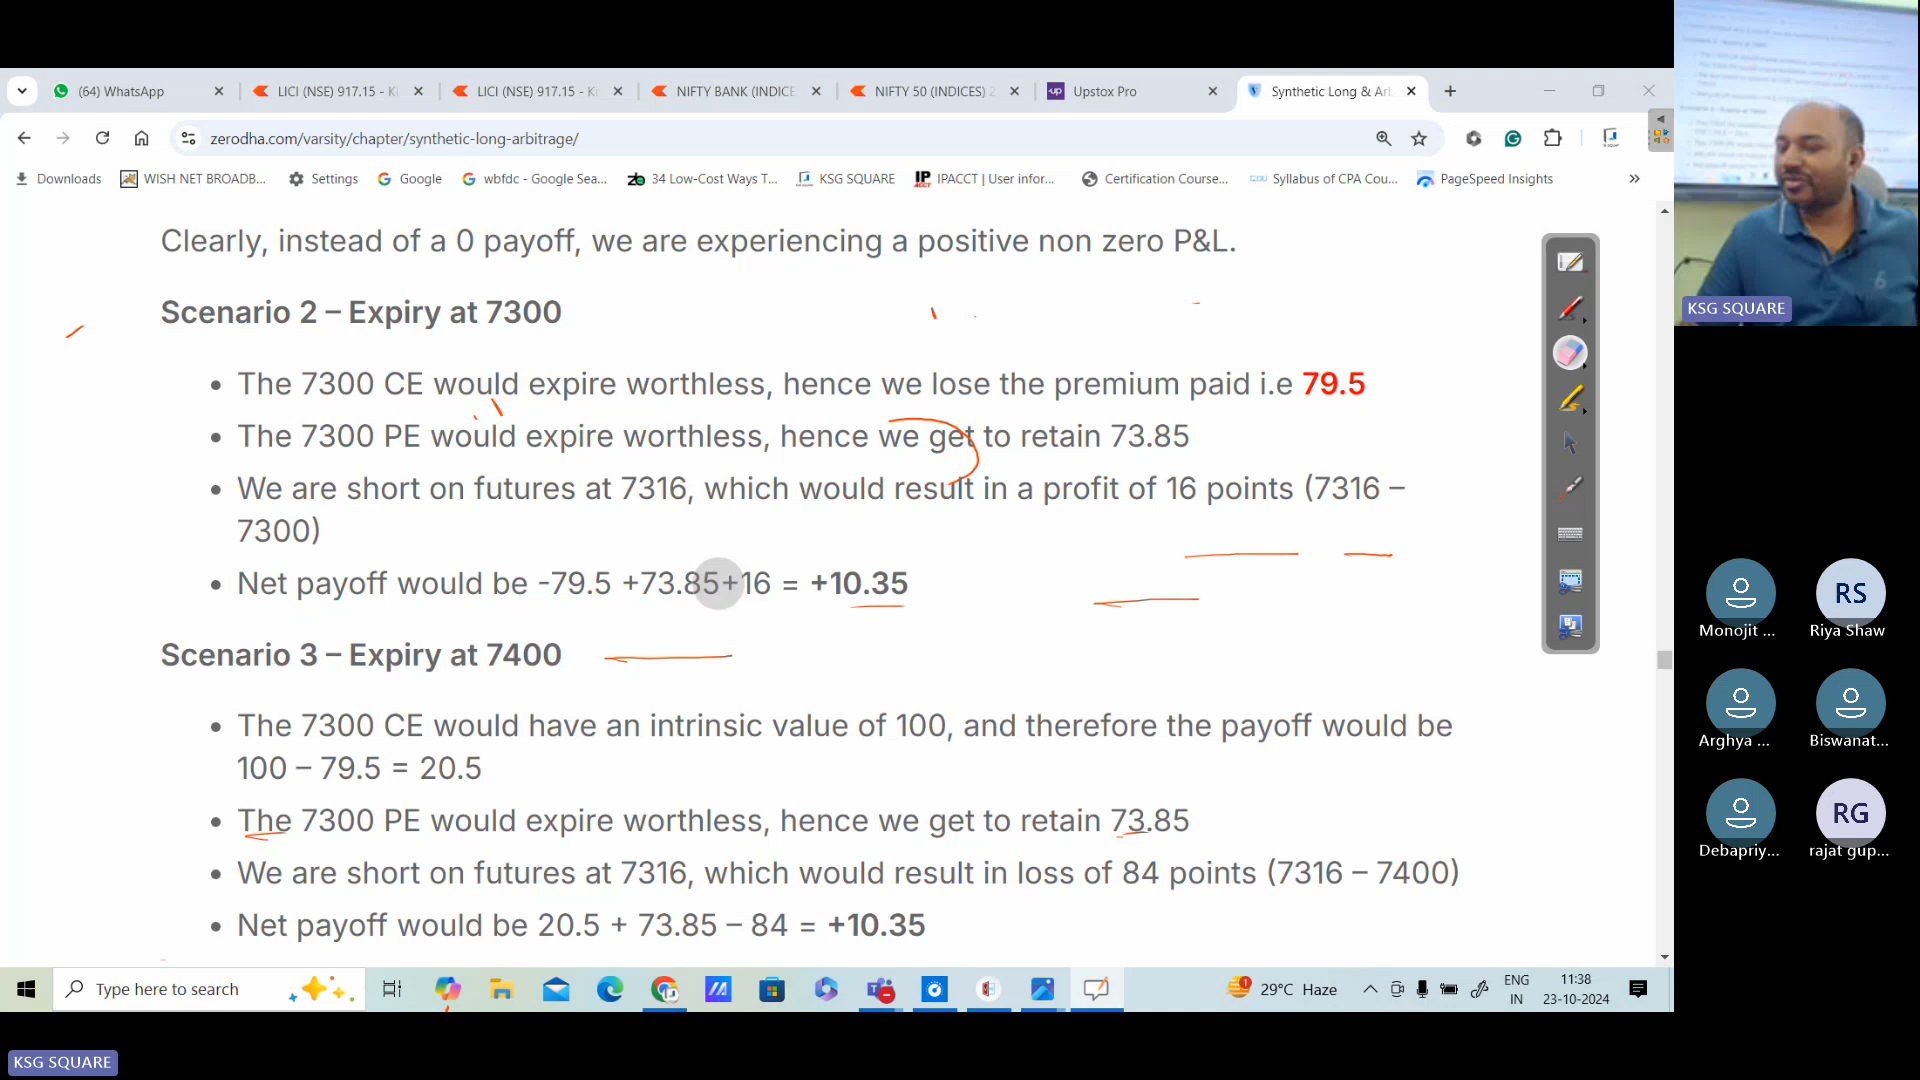 (64) WhatsApp
LICI (NSE) 917.15 - Ki
LICI (NSE) 917.15 - Ki
NIFTY BANK (INDICE
NIFTY 50 (INDICES) 2
Upstox Pro
Synthetic Long & Arb
zerodha.com/varsity/chapter/synthetic-long-arbitrage/
Downloads
WISH NET BROADB...
Settings
Google
wbfdc - Google Sea...
34 Low-Cost Ways T...
KSG SQUARE
IPACCT | User infor...
Certification Course...
Syllabus of CPA Cou...
PageSpeed Insights
Clearly, instead of a 0 payoff, we are experiencing a positive non zero P&L.
Scenario 2 – Expiry at 7300
• The 7300 CE would expire worthless, hence we lose the premium paid i.e 79.5
• The 7300 PE would expire worthless, hence we get to retain 73.85
• We are short on futures at 7316, which would result in a profit of 16 points (7316 –
7300)
• Net payoff would be -79.5 +73.85+16 = +10.35
Scenario 3 – Expiry at 7400
• The 7300 CE would have an intrinsic value of 100, and therefore the payoff would be
100 – 79.5 = 20.5
• The 7300 PE would expire worthless, hence we get to retain 73.85
• We are short on futures at 7316, which would result in loss of 84 points (7316 – 7400)
• Net payoff would be 20.5 + 73.85 – 84 = +10.35
KSG SQUARE
Monojit ...
RS
Riya Shaw
Arghya ...
Biswanat...
Debapriy...
RG
rajat gup...
Type here to search
29°C Haze
ENG
IN
11:38
23-10-2024
KSG SQUARE